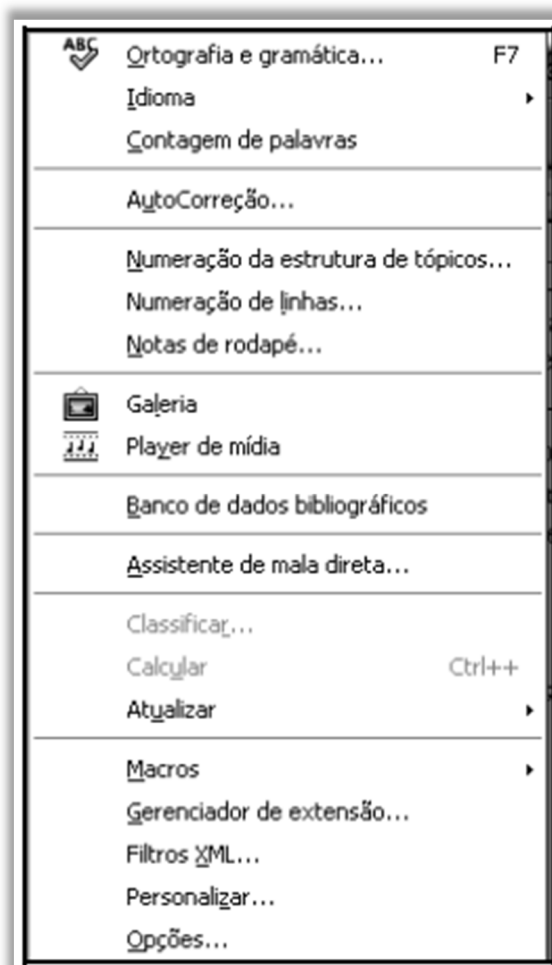 ABC Ortografia e gramática... F7
Idioma
Contagem de palavras
AutoCorreção...
Numeração da estrutura de tópicos...
Numeração de linhas...
Notas de rodapé...
Galeria
Player de mídia
Banco de dados bibliográficos
Assistente de mala direta...
Classificar...
Calcular Ctrl++
Atualizar
Macros
Gerenciador de extensão...
Filtros XML...
Personalizar...
Opções...